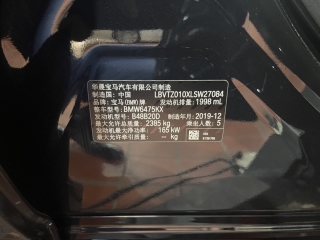 华晨宝马汽车有限公司制造
制造国: 中国 LBVTZ010XLSW27084
品牌: 宝马(BMW)牌 发动机排量: 1998 mL
整车型号: BMW6475KX
发动机型号: B48B20D 制造年月: 2019-12
最大允许总质量: 2385 kg 乘坐人数: 5
发动机最大净功率: 165 kW
最大允许牵引质量: -- kg